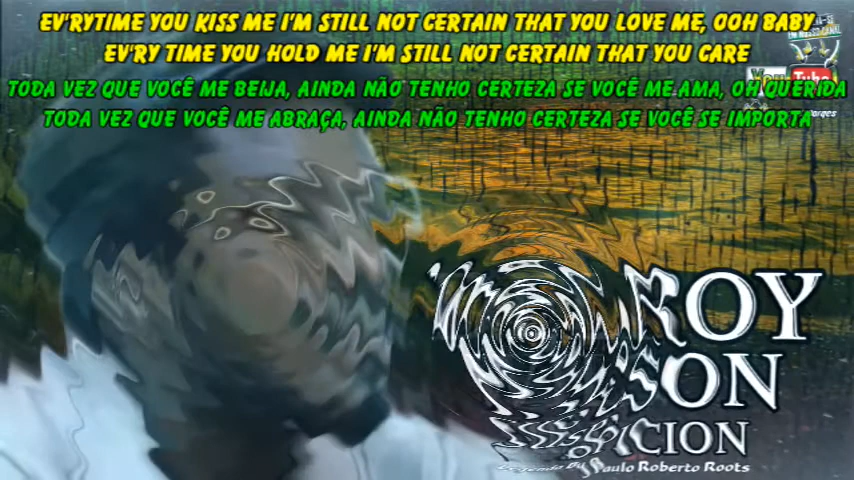 EV'RYTIME YOU KISS ME I'M STILL NOT CERTAIN THAT YOU LOVE ME, OOH BABY
EV'RY TIME YOU HOLD ME I'M STILL NOT CERTAIN THAT YOU CARE
TODA VEZ QUE VOCÊ ME BEIJA, AINDA NÃO TENHO CERTEZA SE VOCÊ ME AMA, OH QUERIDA
TODA VEZ QUE VOCÊ ME ABRAÇA, AINDA NÃO TENHO CERTEZA SE VOCÊ SE IMPORTA
You Tube
ROY
SON
Paulo Roberto Roots